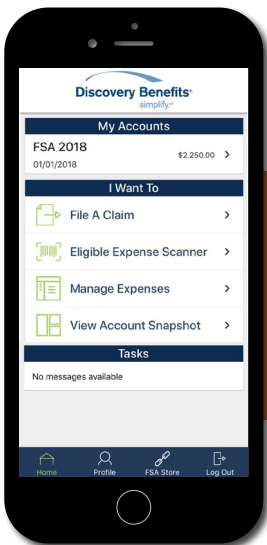 Discovery Benefits®
simplify.™
My Accounts
FSA 2018
01/01/2018
$2,250.00
I Want To
File A Claim
Eligible Expense Scanner
Manage Expenses
View Account Snapshot
Tasks
No messages available
Home
Profile
FSA Store
Log Out